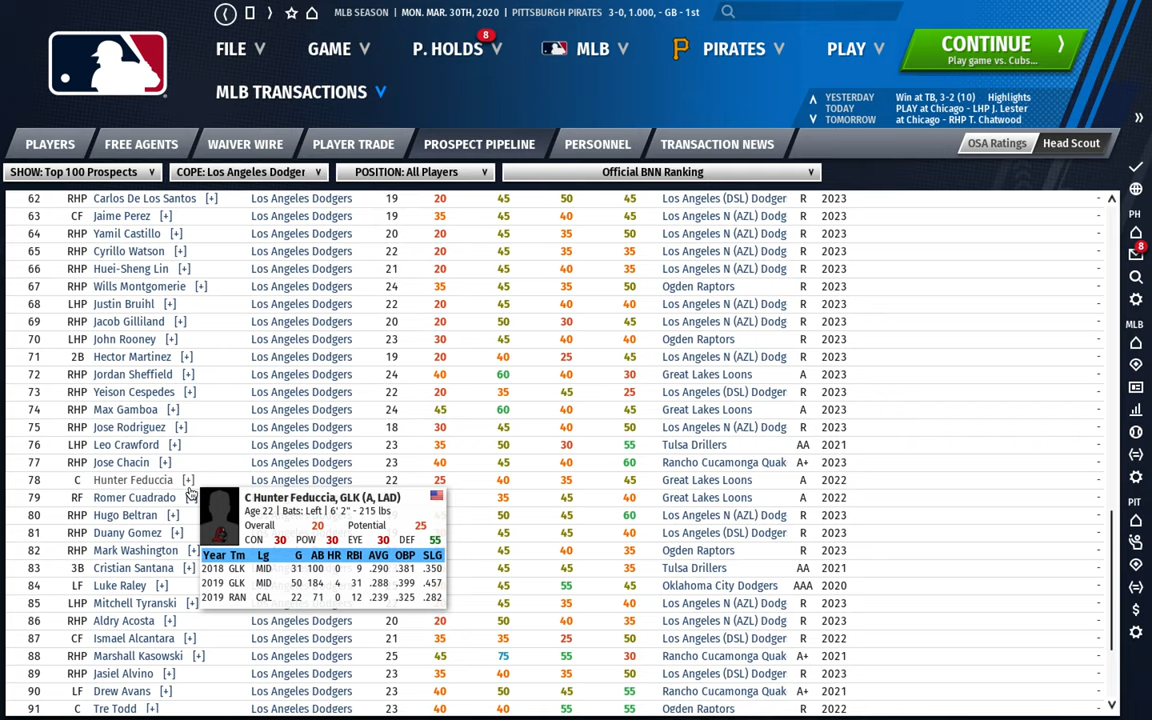 MLB SEASON | MON. MAR. 30TH, 2020 | PITTSBURGH PIRATES 3-0, 1.000, - GB - 1st
FILE GAME P. HOLDS 8 MLB PIRATES PLAY
CONTINUE
Play game vs. Cubs...
MLB TRANSACTIONS
YESTERDAY Win at TB, 3-2 (10) Highlights
TODAY PLAY at Chicago - LHP J. Lester
TOMORROW at Chicago - RHP T. Chatwood
PLAYERS FREE AGENTS WAIVER WIRE PLAYER TRADE PROSPECT PIPELINE PERSONNEL TRANSACTION NEWS OSA Ratings Head Scout
SHOW: Top 100 Prospects COPE: Los Angeles Dodger POSITION: All Players Official BNN Ranking
62 RHP Carlos De Los Santos [+] Los Angeles Dodgers 19 20 45 50 45 Los Angeles (DSL) Dodger R 2023 -
63 CF Jaime Perez [+] Los Angeles Dodgers 19 35 45 40 45 Los Angeles N (AZL) Dodg R 2023 -
64 RHP Yamil Castillo [+] Los Angeles Dodgers 20 20 45 35 50 Los Angeles N (AZL) Dodg R 2023 -
65 RHP Cyrillo Watson [+] Los Angeles Dodgers 22 20 45 35 35 Los Angeles N (AZL) Dodg R 2023 -
66 RHP Huei-Sheng Lin [+] Los Angeles Dodgers 21 20 45 40 35 Los Angeles N (AZL) Dodg R 2023 -
67 RHP Wills Montgomerie [+] Los Angeles Dodgers 24 35 45 35 50 Ogden Raptors R 2023 -
68 LHP Justin Bruihl [+] Los Angeles Dodgers 22 20 45 40 40 Los Angeles N (AZL) Dodg R 2023 -
69 RHP Jacob Gilliland [+] Los Angeles Dodgers 20 20 50 30 45 Los Angeles N (AZL) Dodg R 2023 -
70 LHP John Rooney [+] Los Angeles Dodgers 23 30 45 40 40 Ogden Raptors R 2023 -
71 2B Hector Martinez [+] Los Angeles Dodgers 19 20 40 25 45 Los Angeles N (AZL) Dodg R 2023 -
72 RHP Jordan Sheffield [+] Los Angeles Dodgers 24 40 60 40 30 Great Lakes Loons A 2023 -
73 RHP Yeison Cespedes [+] Los Angeles Dodgers 22 20 35 45 25 Los Angeles (DSL) Dodger R 2023 -
74 RHP Max Gamboa [+] Los Angeles Dodgers 24 45 60 40 45 Great Lakes Loons A 2023 -
75 RHP Jose Rodriguez [+] Los Angeles Dodgers 18 30 45 40 50 Los Angeles N (AZL) Dodg R 2023 -
76 LHP Leo Crawford [+] Los Angeles Dodgers 23 35 50 30 55 Tulsa Drillers AA 2021 -
77 RHP Jose Chacin [+] Los Angeles Dodgers 23 40 45 40 60 Rancho Cucamonga Quak A+ 2023 -
78 C Hunter Feduccia [+] Los Angeles Dodgers 22 25 40 35 45 Great Lakes Loons A 2022 -
79 RF Romer Cuadrado 35 45 40 Great Lakes Loons A 2022 -
80 RHP Hugo Beltran [+] 50 45 60 Los Angeles N (AZL) Dodg R 2023 -
81 RHP Duany Gomez [+] 45 40 40 Los Angeles N (AZL) Dodg R 2023 -
82 RHP Mark Washington [+] 45 40 35 Los Angeles N (AZL) Dodg R 2023 -
83 3B Cristian Santana [+] 45 35 35 Tulsa Drillers AA 2023 -
84 LF Luke Raley [+] 45 55 45 Oklahoma City Dodgers AAA 2020 -
85 LHP Mitchell Tyranski [+] 45 35 40 Los Angeles N (AZL) Dodg R 2023 -
C Hunter Feduccia, GLK (A, LAD)
Age 22 | Bats: Left | 6' 2" - 215 lbs
Overall 20 Potential 25
CON 30 POW 30 EYE 30 DEF 55
Year Tm Lg G AB HR RBI AVG OBP SLG
2018 GLK MID 31 100 0 9 .290 .381 .350
2019 GLK MID 50 184 4 31 .288 .399 .457
2019 RAN CAL 22 71 0 12 .239 .325 .282
86 RHP Aldry Acosta [+] Los Angeles Dodgers 20 20 50 40 35 Los Angeles N (AZL) Dodg R 2023 -
87 CF Ismael Alcantara [+] Los Angeles Dodgers 21 35 35 25 50 Los Angeles (DSL) Dodger R 2022 -
88 RHP Marshall Kasowski [+] Los Angeles Dodgers 25 45 75 55 30 Rancho Cucamonga Quak A+ 2021 -
89 RHP Jasiel Alvino [+] Los Angeles Dodgers 23 35 40 35 50 Los Angeles (DSL) Dodger R 2023 -
90 LF Drew Avans [+] Los Angeles Dodgers 23 40 50 45 55 Rancho Cucamonga Quak A+ 2021 -
91 C Tre Todd [+] Los Angeles Dodgers 23 40 40 55 55 Ogden Raptors R 2022 -
PH
8
MLB
PIT